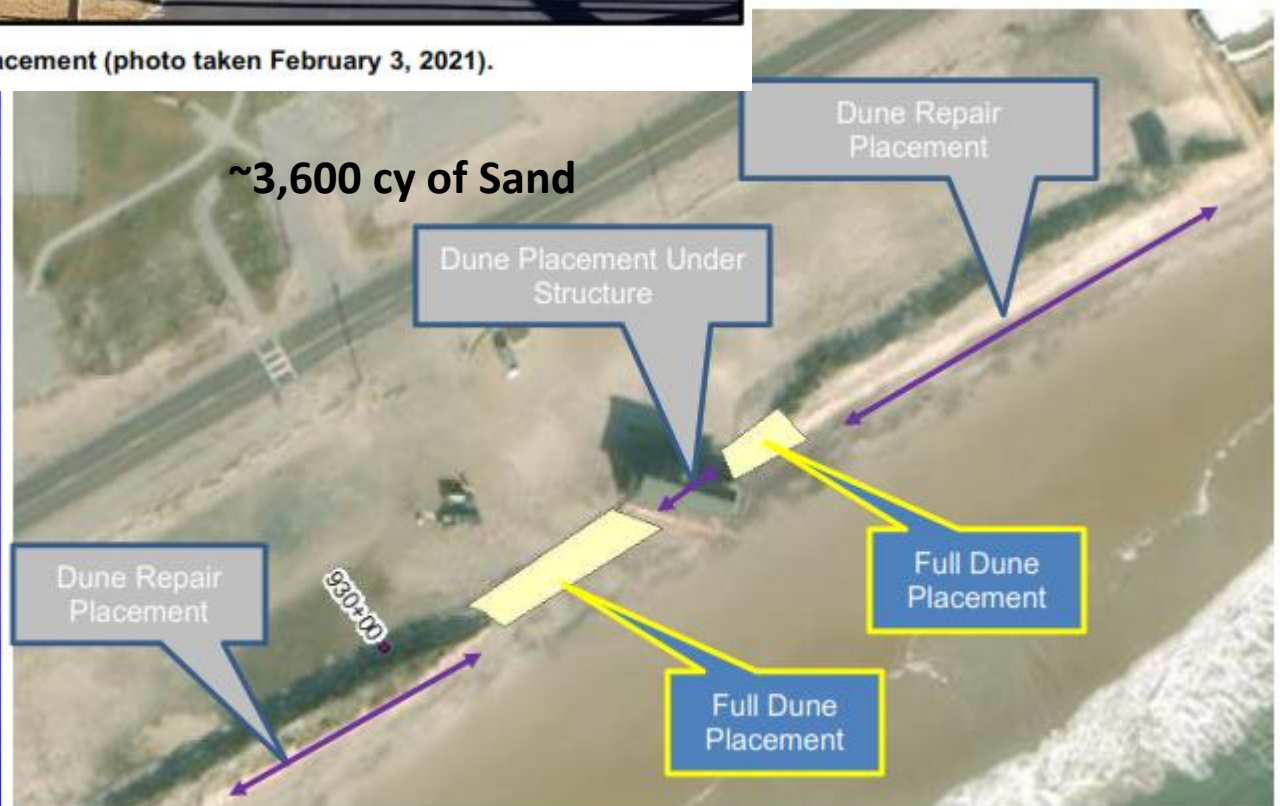 acement (photo taken February 3, 2021).
~3,600 cy of Sand
Dune Repair
Placement
Dune Placement Under
Structure
Full Dune
Placement
Dune Repair
Placement
930+00
Full Dune
Placement